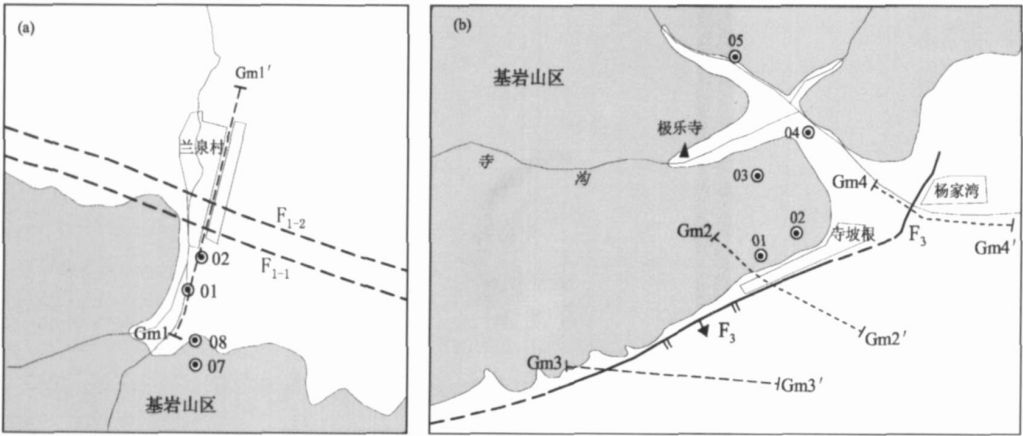 (a)
Gm1′
兰泉村
F1-2
F1-1
02
01
Gm1
08
07
基岩山区
(b)
05
基岩山区
极乐寺
04
寺
沟
03
Gm4
杨家湾
Gm2
02
寺坡根
F3
Gm4′
01
F3
Gm2′
Gm3
Gm3′